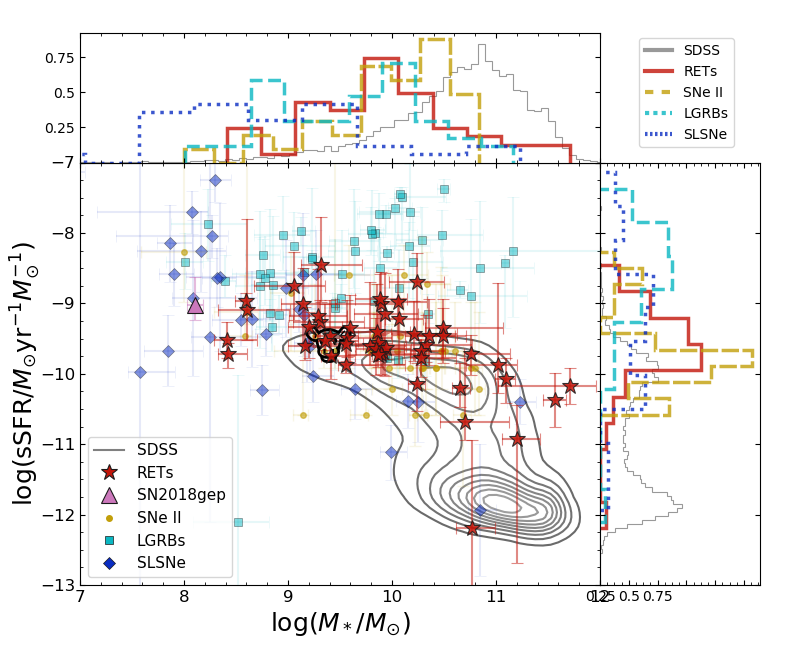 0.75
0.5
0.25
−7
SDSS
RETs
SNe II
LGRBs
SLSNe
−8
−9
−10
−11
−12
−13
log(sSFR/M⊙yr⁻¹M⊙⁻¹)
SDSS
RETs
SN2018gep
SNe II
LGRBs
SLSNe
7 8 9 10 11 12
0.25 0.5 0.75
log(M*/M⊙)